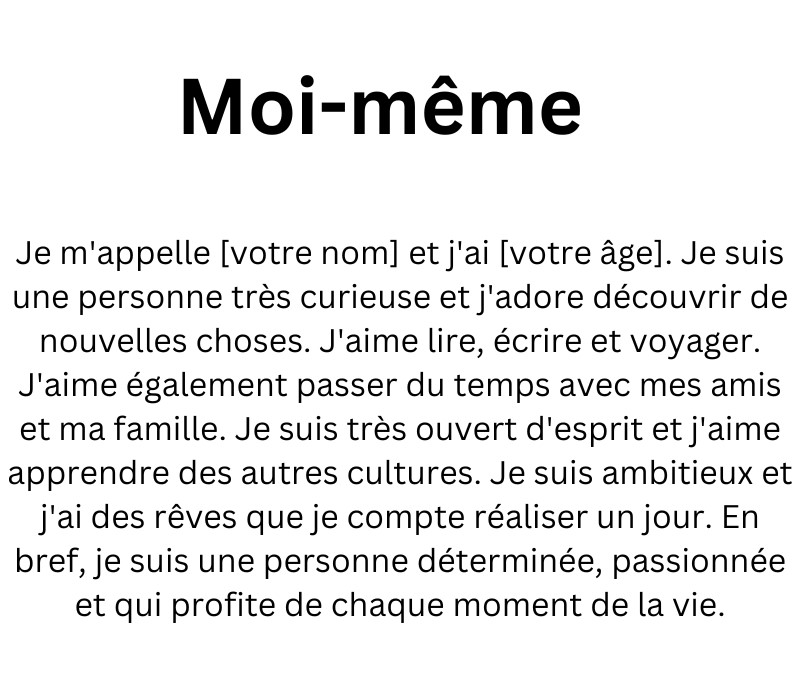 Moi-même
Je m'appelle [votre nom] et j'ai [votre âge]. Je suis
une personne très curieuse et j'adore découvrir de
nouvelles choses. J'aime lire, écrire et voyager.
J'aime également passer du temps avec mes amis
et ma famille. Je suis très ouvert d'esprit et j'aime
apprendre des autres cultures. Je suis ambitieux et
j'ai des rêves que je compte réaliser un jour. En
bref, je suis une personne déterminée, passionnée
et qui profite de chaque moment de la vie.